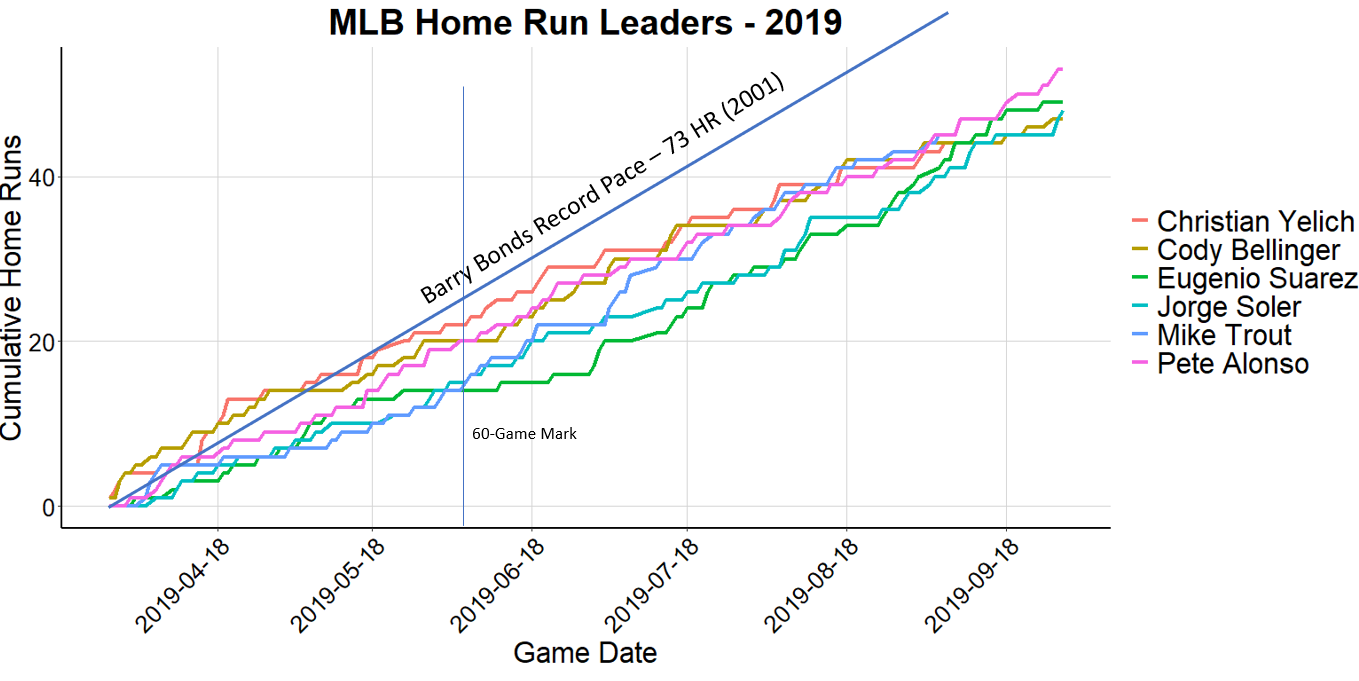 MLB Home Run Leaders - 2019
Cumulative Home Runs
40
20
0
Barry Bonds Record Pace – 73 HR (2001)
60-Game Mark
2019-04-18
2019-05-18
2019-06-18
2019-07-18
2019-08-18
2019-09-18
Game Date
Christian Yelich
Cody Bellinger
Eugenio Suarez
Jorge Soler
Mike Trout
Pete Alonso